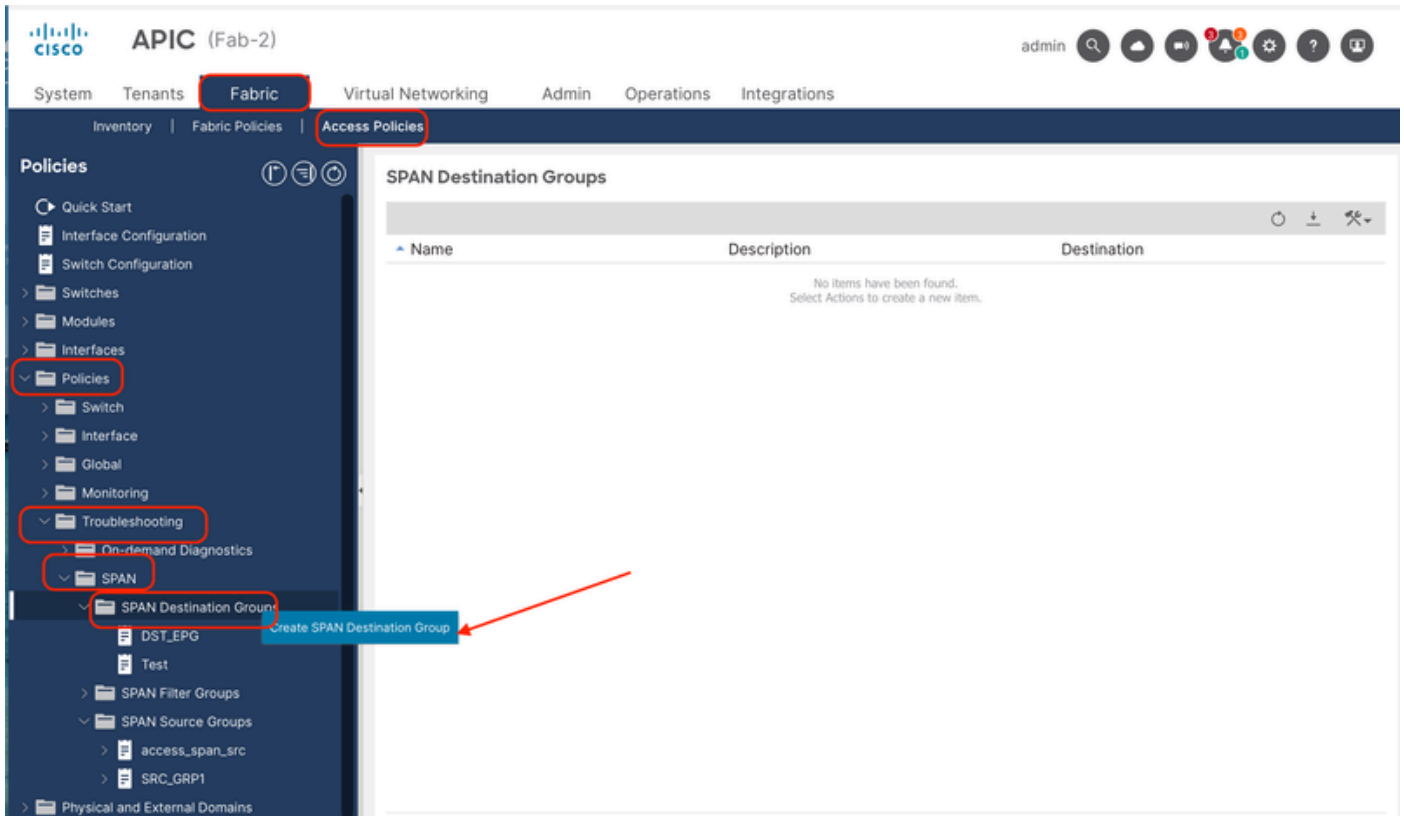 CISCO
APIC (Fab-2)
admin
3
3
1
System Tenants Fabric Virtual Networking Admin Operations Integrations
Inventory | Fabric Policies | Access Policies
Policies
Quick Start
Interface Configuration
Switch Configuration
Switches
Modules
Interfaces
Policies
Switch
Interface
Global
Monitoring
Troubleshooting
On-demand Diagnostics
SPAN
SPAN Destination Groups
Create SPAN Destination Group
DST_EPG
Test
SPAN Filter Groups
SPAN Source Groups
access_span_src
SRC_GRP1
Physical and External Domains
SPAN Destination Groups
Name Description Destination
No items have been found.
Select Actions to create a new item.